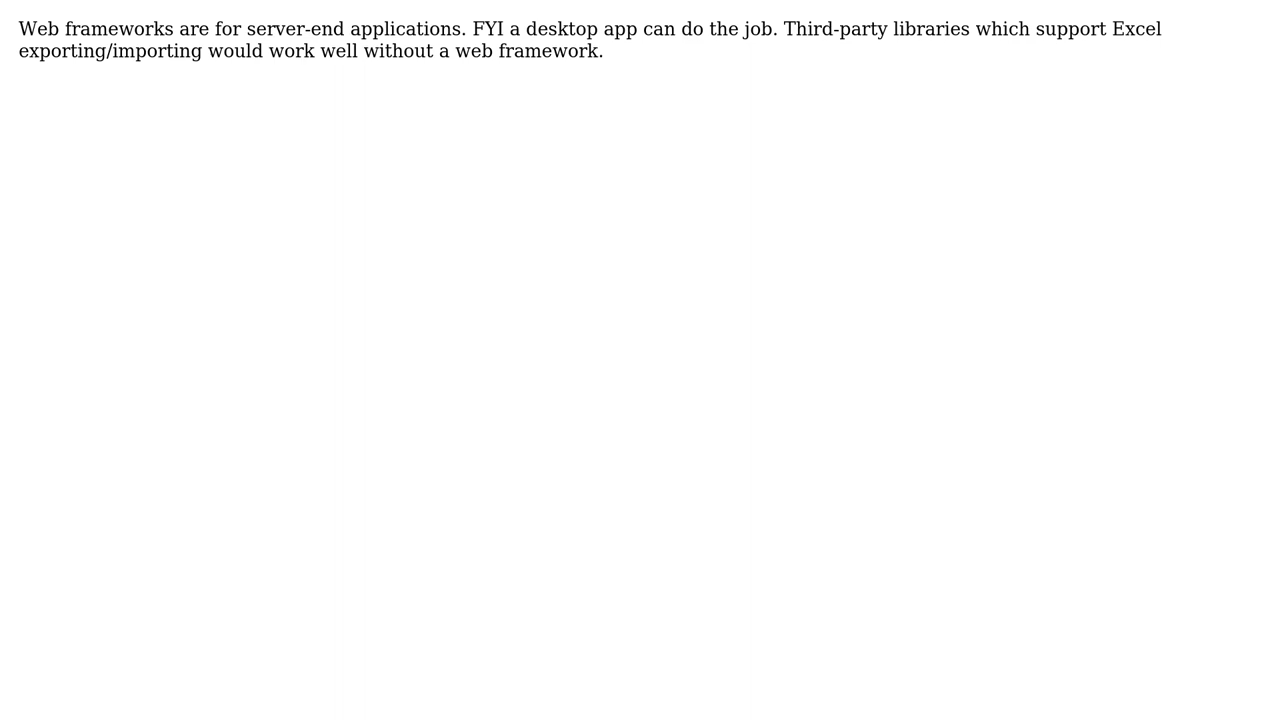 Web frameworks are for server-end applications. FYI a desktop app can do the job. Third-party libraries which support Excel
exporting/importing would work well without a web framework.